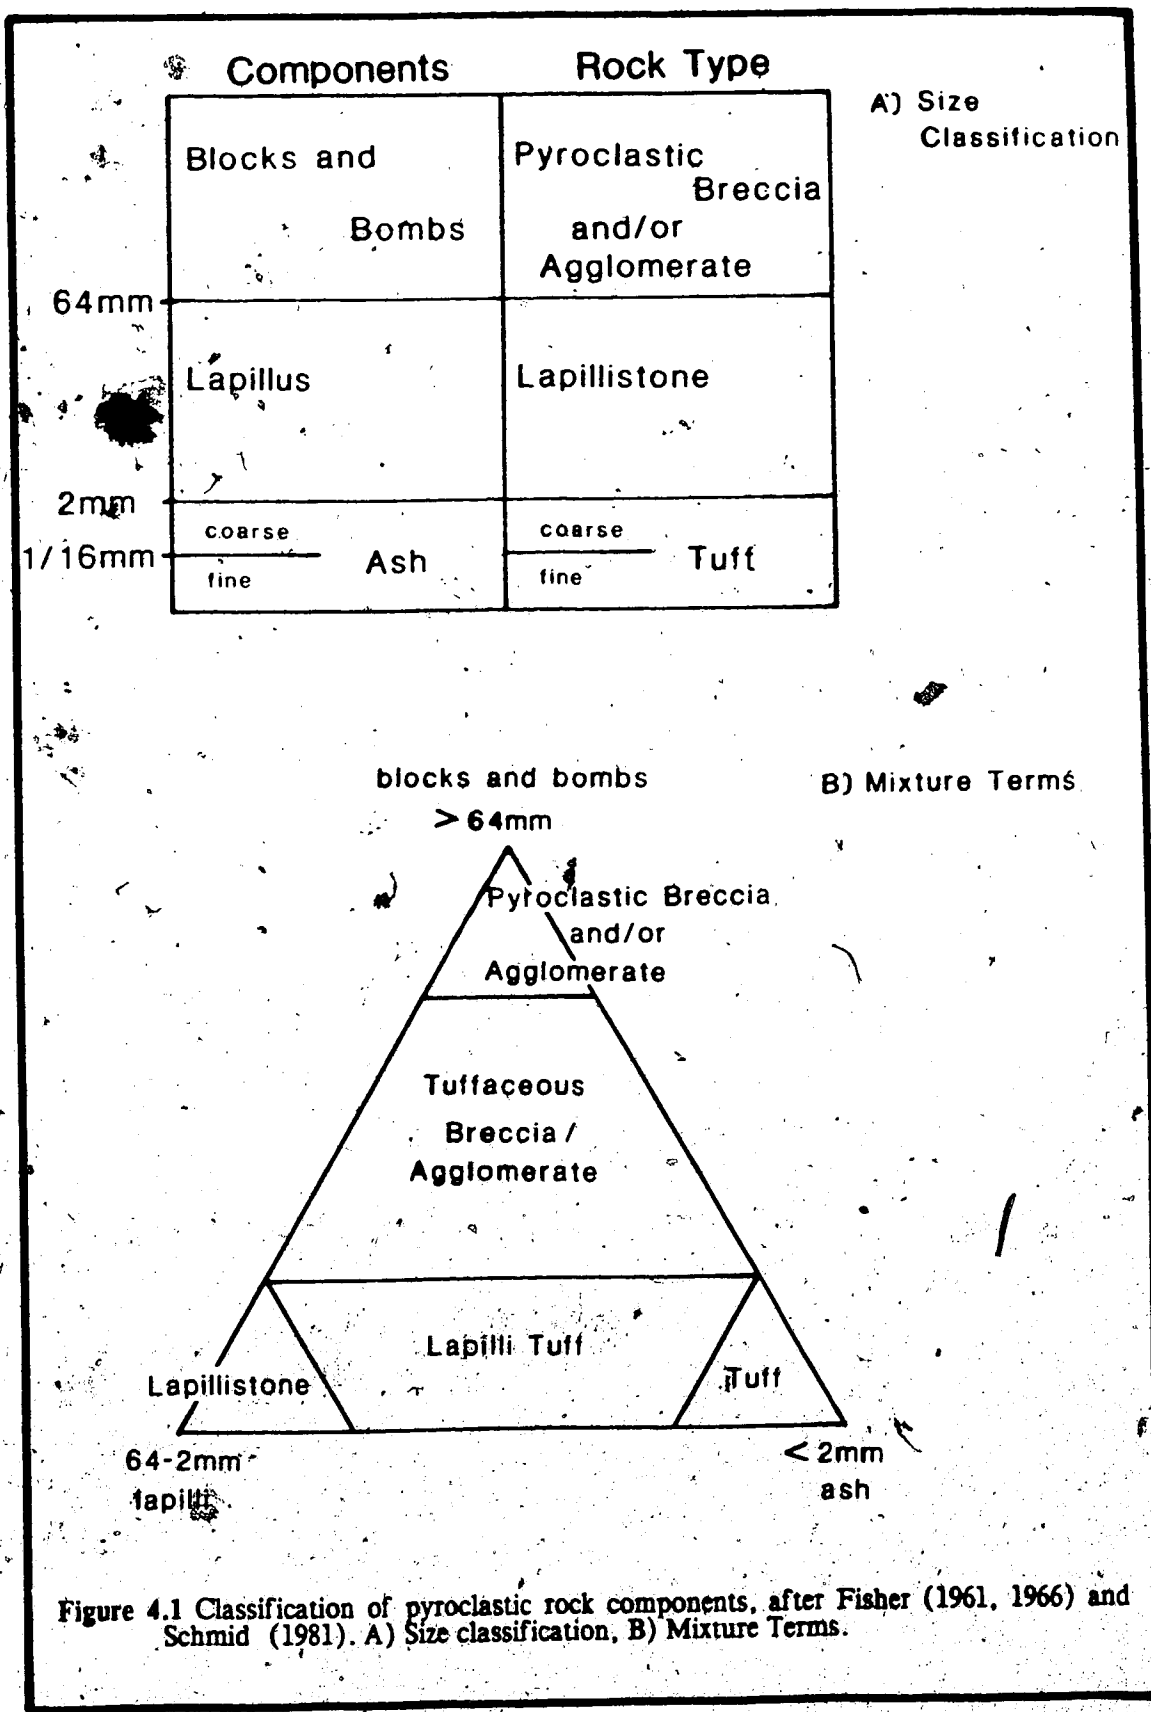 Components Rock Type
A) Size
Classification
Blocks and
Bombs
Pyroclastic
Breccia
and/or
Agglomerate
64mm
Lapillus
Lapillistone
2mm
coarse
1/16mm
fine
Ash
coarse
fine
Tuff
B) Mixture Terms
blocks and bombs
>64mm
Pyroclastic Breccia
and/or
Agglomerate
Tuffaceous
Breccia/
Agglomerate
Lapilli Tuff
Lapillistone
Tuff
64-2mm
lapilli
<2mm
ash
Figure 4.1 Classification of pyroclastic rock components, after Fisher (1961, 1966) and
Schmid (1981). A) Size classification, B) Mixture Terms.